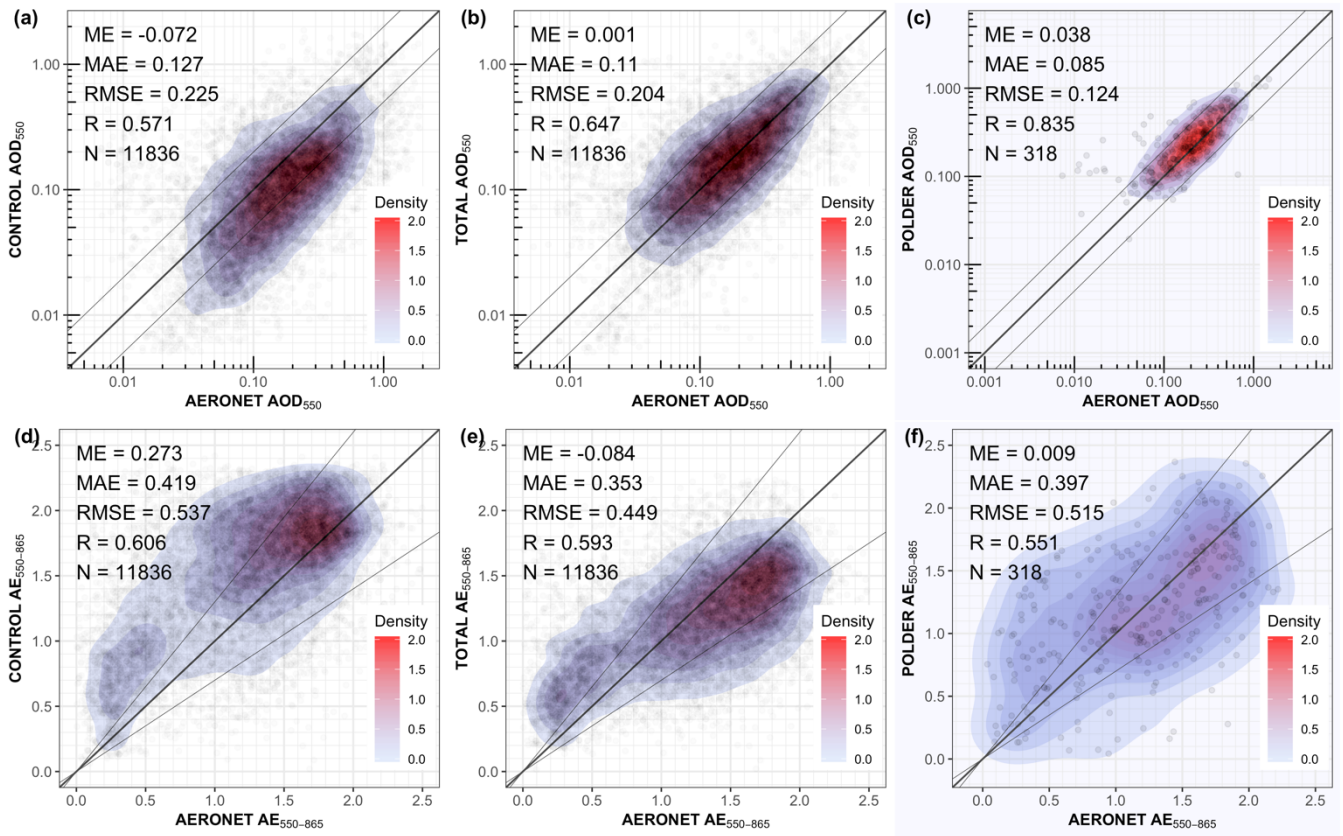 (a)
ME = -0.072
MAE = 0.127
RMSE = 0.225
R = 0.571
N = 11836
CONTROL AOD550
1.00
0.10
0.01
Density
2.0
1.5
1.0
0.5
0.0
0.01 0.10 1.00
AERONET AOD550
(b)
ME = 0.001
MAE = 0.11
RMSE = 0.204
R = 0.647
N = 11836
TOTAL AOD550
1.00
0.10
0.01
Density
2.0
1.5
1.0
0.5
0.0
0.01 0.10 1.00
AERONET AOD550
(c)
ME = 0.038
MAE = 0.085
RMSE = 0.124
R = 0.835
N = 318
POLDER AOD550
1.000
0.100
0.010
0.001
Density
2.0
1.5
1.0
0.5
0.0
0.001 0.010 0.100 1.000
AERONET AOD550
(d)
ME = 0.273
MAE = 0.419
RMSE = 0.537
R = 0.606
N = 11836
CONTROL AE550−865
2.5
2.0
1.5
1.0
0.5
0.0
Density
2.0
1.5
1.0
0.5
0.0
0.0 0.5 1.0 1.5 2.0 2.5
AERONET AE550−865
(e)
ME = -0.084
MAE = 0.353
RMSE = 0.449
R = 0.593
N = 11836
TOTAL AE550−865
2.5
2.0
1.5
1.0
0.5
0.0
Density
2.0
1.5
1.0
0.5
0.0
0.0 0.5 1.0 1.5 2.0 2.5
AERONET AE550−865
(f)
ME = 0.009
MAE = 0.397
RMSE = 0.515
R = 0.551
N = 318
POLDER AE550−865
2.5
2.0
1.5
1.0
0.5
0.0
Density
2.0
1.5
1.0
0.5
0.0
0.0 0.5 1.0 1.5 2.0 2.5
AERONET AE550−865